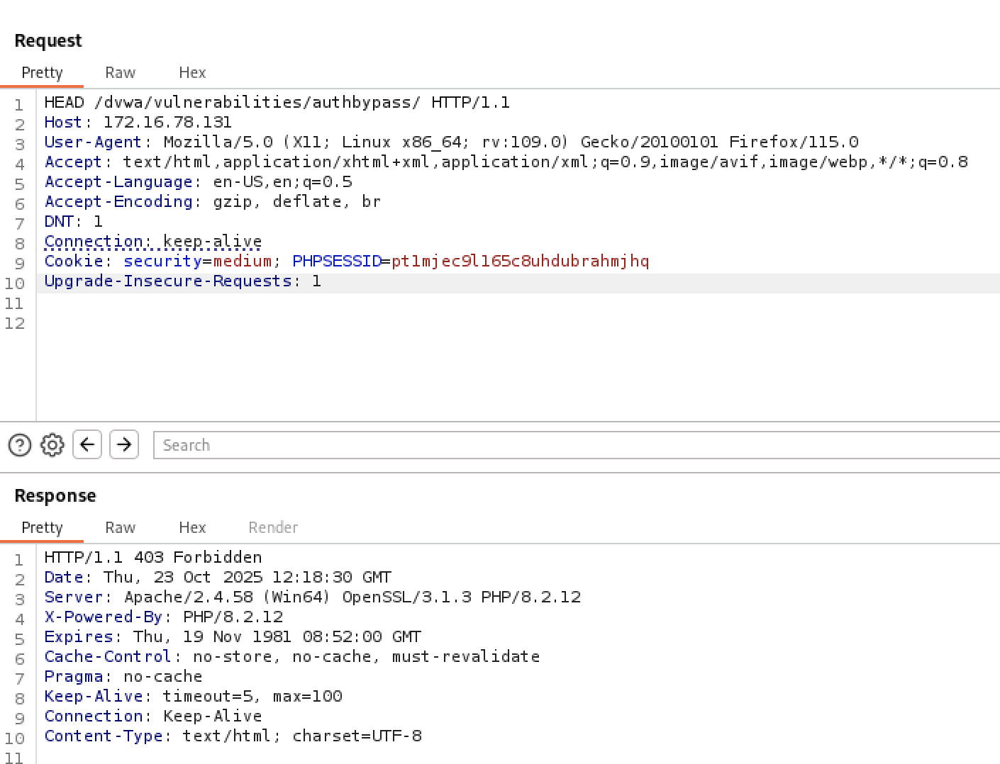 Request
Pretty Raw Hex
1 HEAD /dvwa/vulnerabilities/authbypass/ HTTP/1.1
2 Host: 172.16.78.131
3 User-Agent: Mozilla/5.0 (X11; Linux x86_64; rv:109.0) Gecko/20100101 Firefox/115.0
4 Accept: text/html,application/xhtml+xml,application/xml;q=0.9,image/avif,image/webp,*/*;q=0.8
5 Accept-Language: en-US,en;q=0.5
6 Accept-Encoding: gzip, deflate, br
7 DNT: 1
8 Connection: keep-alive
9 Cookie: security=medium; PHPSESSID=pt1mjec9l165c8uhdubrahmjhq
10 Upgrade-Insecure-Requests: 1
11
12
Search
Response
Pretty Raw Hex Render
1 HTTP/1.1 403 Forbidden
2 Date: Thu, 23 Oct 2025 12:18:30 GMT
3 Server: Apache/2.4.58 (Win64) OpenSSL/3.1.3 PHP/8.2.12
4 X-Powered-By: PHP/8.2.12
5 Expires: Thu, 19 Nov 1981 08:52:00 GMT
6 Cache-Control: no-store, no-cache, must-revalidate
7 Pragma: no-cache
8 Keep-Alive: timeout=5, max=100
9 Connection: Keep-Alive
10 Content-Type: text/html; charset=UTF-8
11